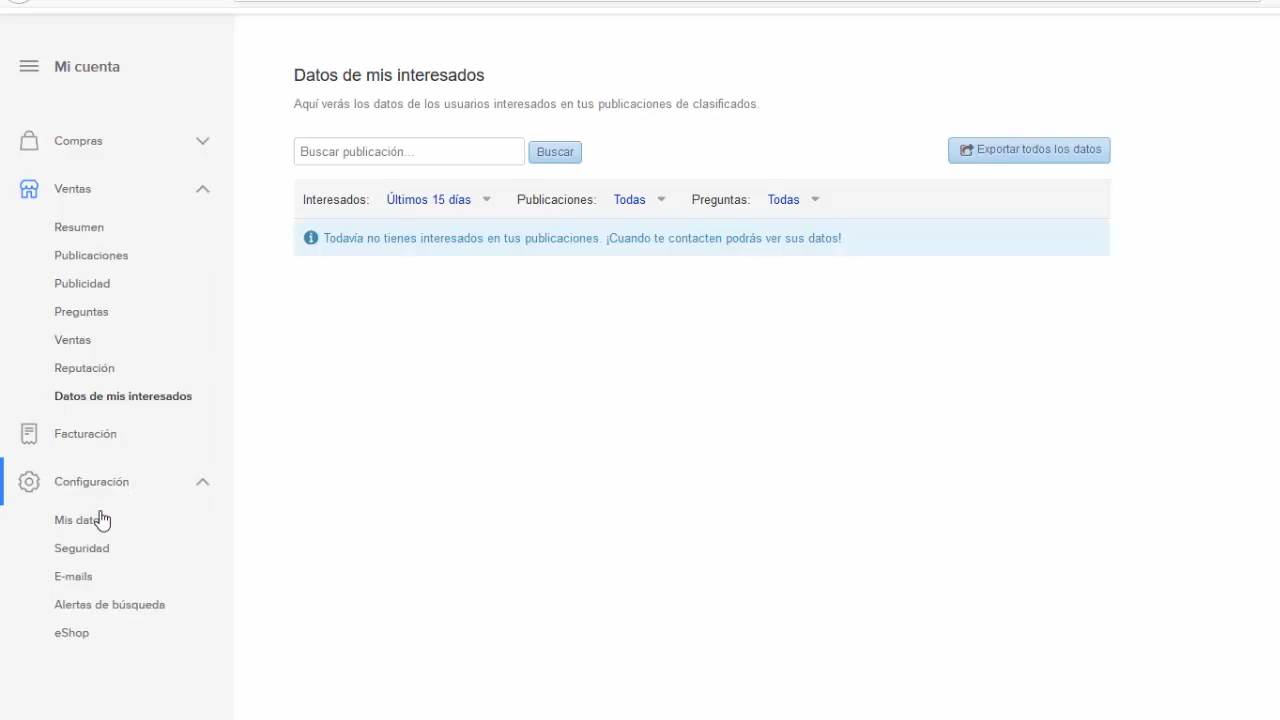 Mi cuenta
Compras
Ventas
Resumen
Publicaciones
Publicidad
Preguntas
Ventas
Reputación
Datos de mis interesados
Facturación
Configuración
Mis
Seguridad
E-mails
Alertas de búsqueda
eShop
Datos de mis interesados
Aquí verás los datos de los usuarios interesados en tus publicaciones de clasificados.
Buscar publicación... Buscar Exportar todos los datos
Interesados: Últimos 15 días Publicaciones: Todas Preguntas: Todas
Todavía no tienes interesados en tus publicaciones. ¡Cuando te contacten podrás ver sus datos!